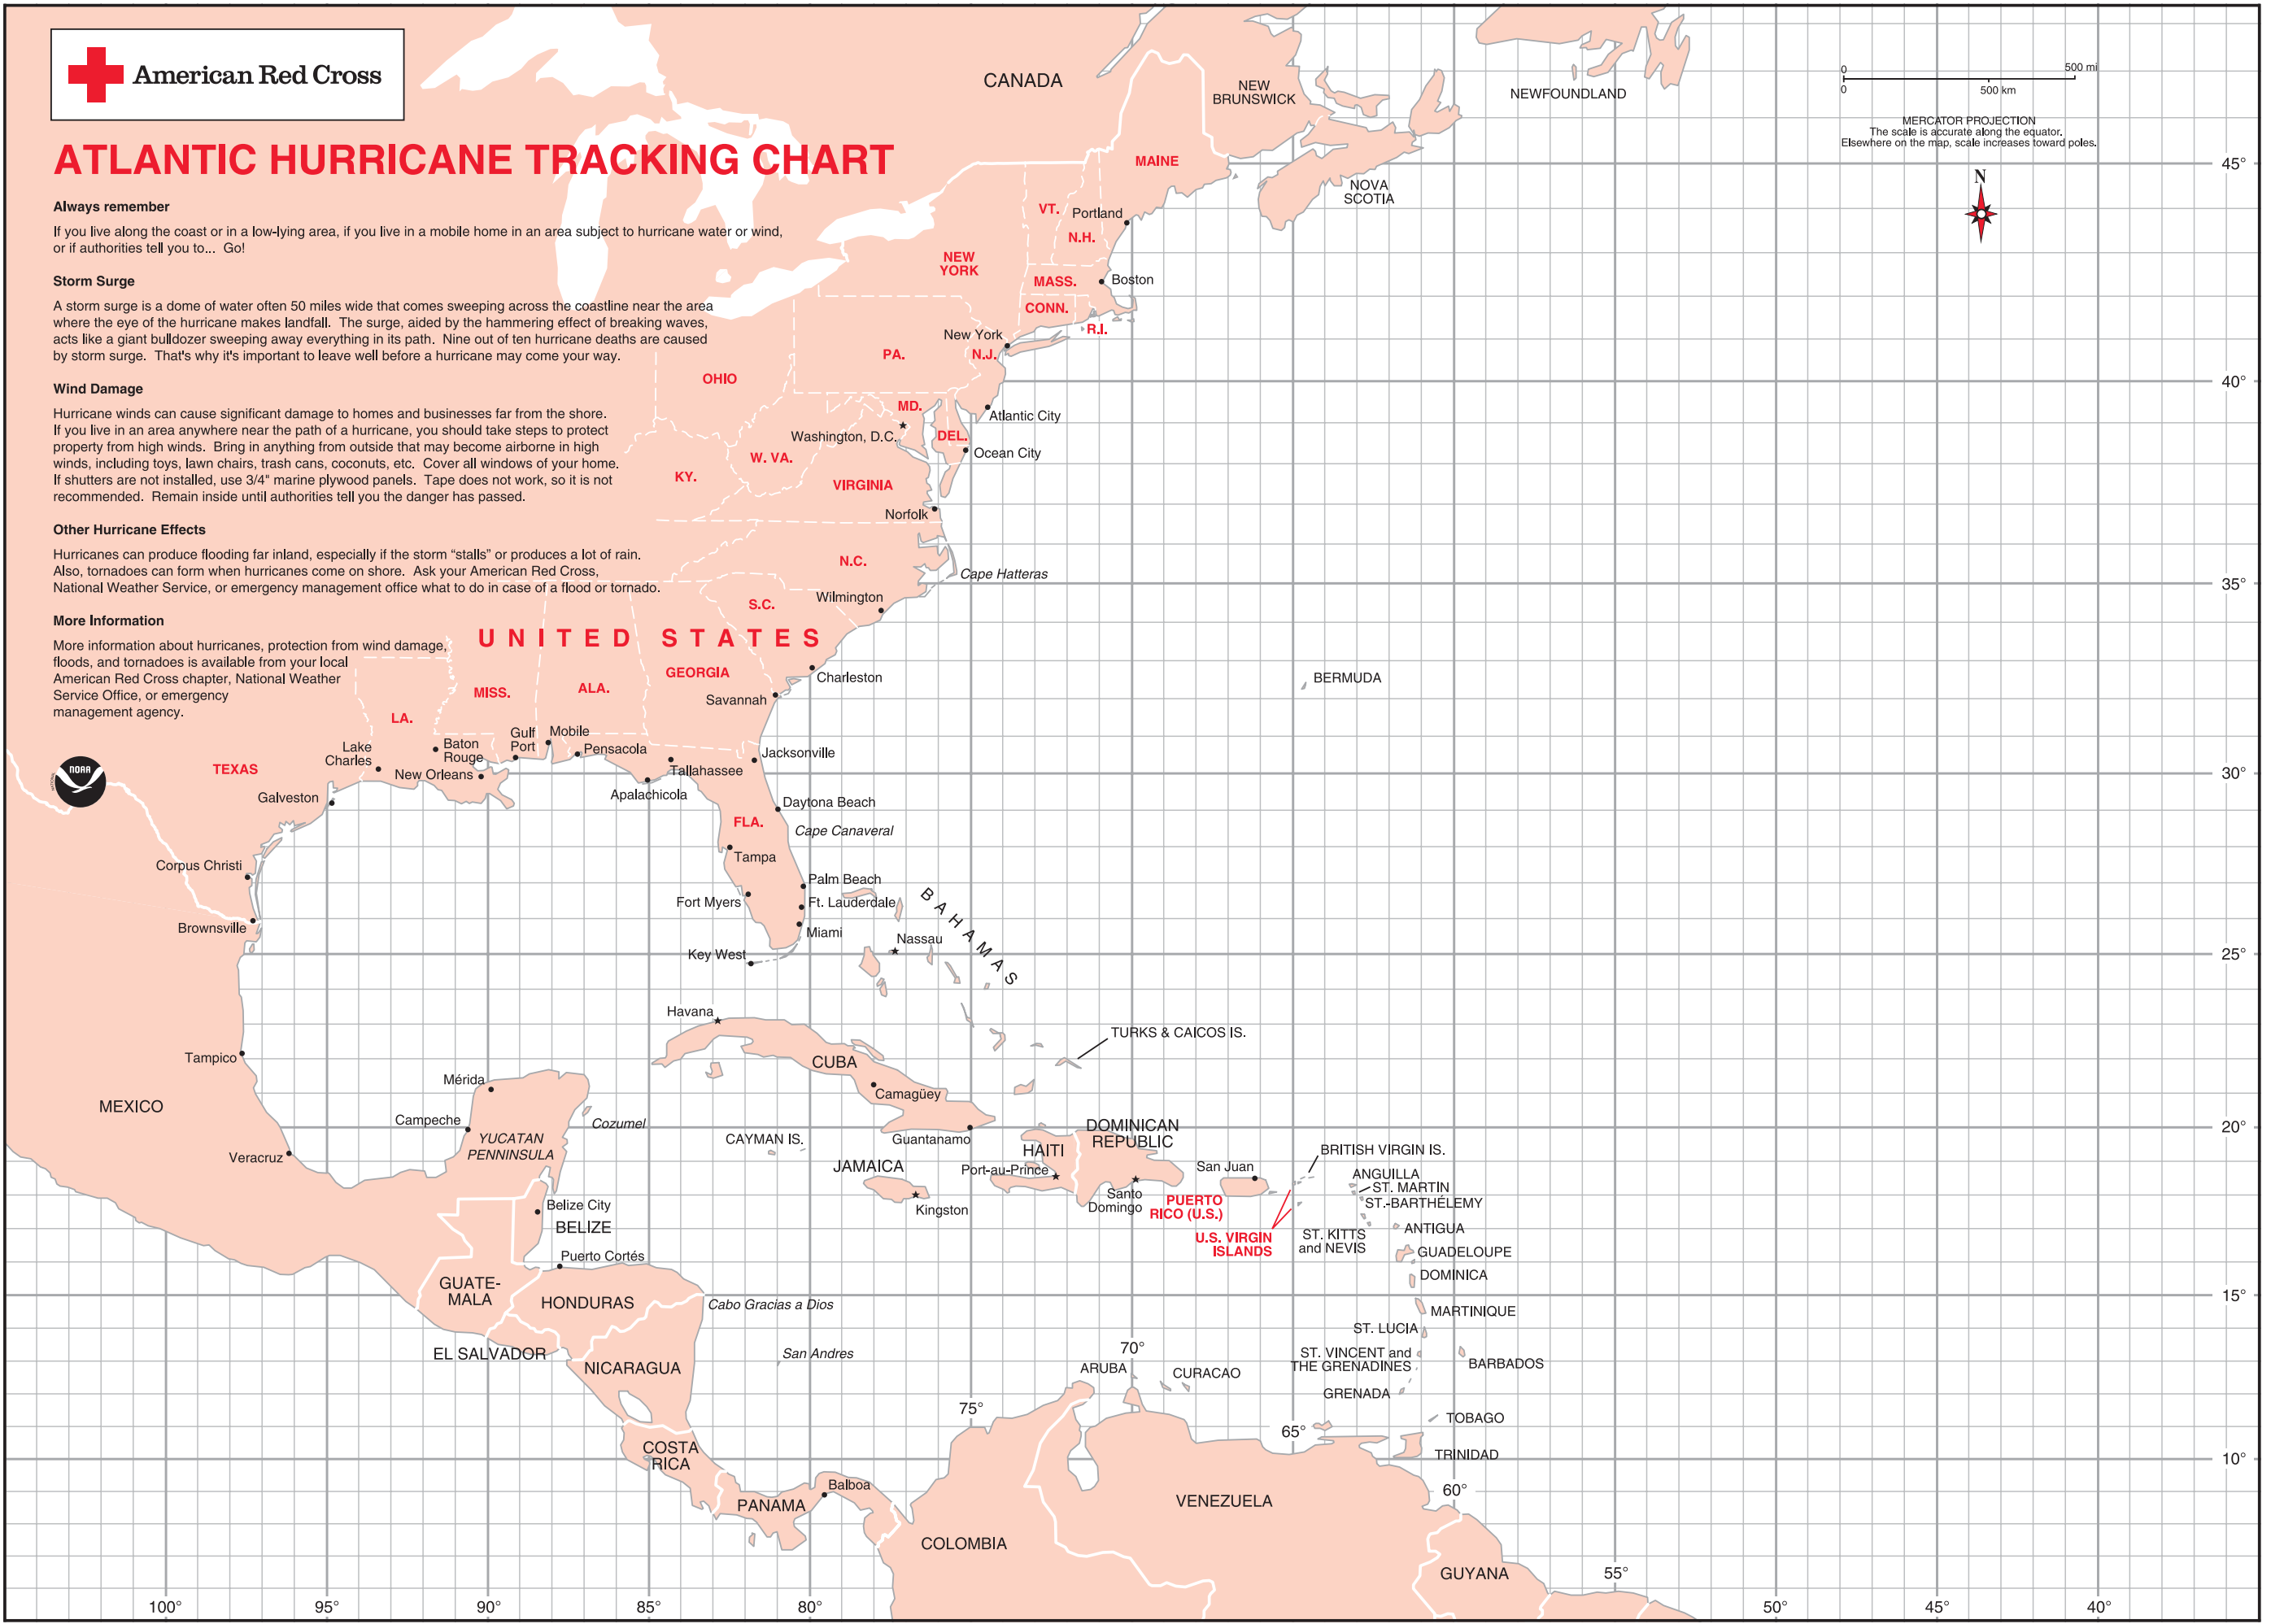 American Red Cross
ATLANTIC HURRICANE TRACKING CHART
Always remember
If you live along the coast or in a low-lying area, if you live in a mobile home in an area subject to hurricane water or wind,
or if authorities tell you to... Go!
Storm Surge
A storm surge is a dome of water often 50 miles wide that comes sweeping across the coastline near the area
where the eye of the hurricane makes landfall. The surge, aided by the hammering effect of breaking waves,
acts like a giant bulldozer sweeping away everything in its path. Nine out of ten hurricane deaths are caused
by storm surge. That's why it's important to leave well before a hurricane may come your way.
Wind Damage
Hurricane winds can cause significant damage to homes and businesses far from the shore.
If you live in an area anywhere near the path of a hurricane, you should take steps to protect
property from high winds. Bring in anything from outside that may become airborne in high
winds, including toys, lawn chairs, trash cans, coconuts, etc. Cover all windows of your home.
If shutters are not installed, use 3/4" marine plywood panels. Tape does not work, so it is not
recommended. Remain inside until authorities tell you the danger has passed.
Other Hurricane Effects
Hurricanes can produce flooding far inland, especially if the storm “stalls” or produces a lot of rain.
Also, tornadoes can form when hurricanes come on shore. Ask your American Red Cross,
National Weather Service, or emergency management office what to do in case of a flood or tornado.
More Information
More information about hurricanes, protection from wind damage,
floods, and tornadoes is available from your local
American Red Cross chapter, National Weather
Service Office, or emergency
management agency.
NOAA
0
500 mi
0
500 km
MERCATOR PROJECTION
The scale is accurate along the equator.
Elsewhere on the map, scale increases toward poles.
N
CANADA
NEW
BRUNSWICK
NEWFOUNDLAND
MAINE
NOVA
SCOTIA
VT.
Portland
N.H.
NEW
YORK
MASS.
Boston
CONN.
R.I.
New York
N.J.
PA.
OHIO
MD.
Atlantic City
Washington, D.C.
DEL.
Ocean City
W. VA.
KY.
VIRGINIA
Norfolk
N.C.
Cape Hatteras
Wilmington
S.C.
UNITED STATES
GEORGIA
Charleston
Savannah
BERMUDA
ALA.
MISS.
LA.
TEXAS
Lake
Charles
Baton
Rouge
New Orleans
Gulf
Port
Mobile
Pensacola
Tallahassee
Apalachicola
Jacksonville
Galveston
Daytona Beach
FLA.
Cape Canaveral
Tampa
Corpus Christi
Palm Beach
Fort Myers
Ft. Lauderdale
Brownsville
Miami
BAHAMAS
Nassau
Key West
Havana
TURKS & CAICOS IS.
Tampico
CUBA
Mérida
Camagüey
MEXICO
Campeche
Cozumel
YUCATAN
PENNINSULA
Veracruz
CAYMAN IS.
Guantanamo
DOMINICAN
REPUBLIC
HAITI
JAMAICA
Port-au-Prince
San Juan
BRITISH VIRGIN IS.
ANGUILLA
ST. MARTIN
ST.-BARTHÉLEMY
Kingston
Santo
Domingo
PUERTO
RICO (U.S.)
U.S. VIRGIN
ISLANDS
ST. KITTS
and NEVIS
ANTIGUA
GUADELOUPE
DOMINICA
MARTINIQUE
ST. LUCIA
ST. VINCENT and
THE GRENADINES
BARBADOS
GRENADA
TOBAGO
TRINIDAD
Belize City
BELIZE
Puerto Cortés
GUATE-
MALA
HONDURAS
Cabo Gracias a Dios
EL SALVADOR
San Andres
NICARAGUA
ARUBA
CURACAO
COSTA
RICA
Balboa
PANAMA
COLOMBIA
VENEZUELA
GUYANA
45°
40°
35°
30°
25°
20°
15°
10°
70°
75°
65°
60°
55°
100°
95°
90°
85°
80°
50°
45°
40°